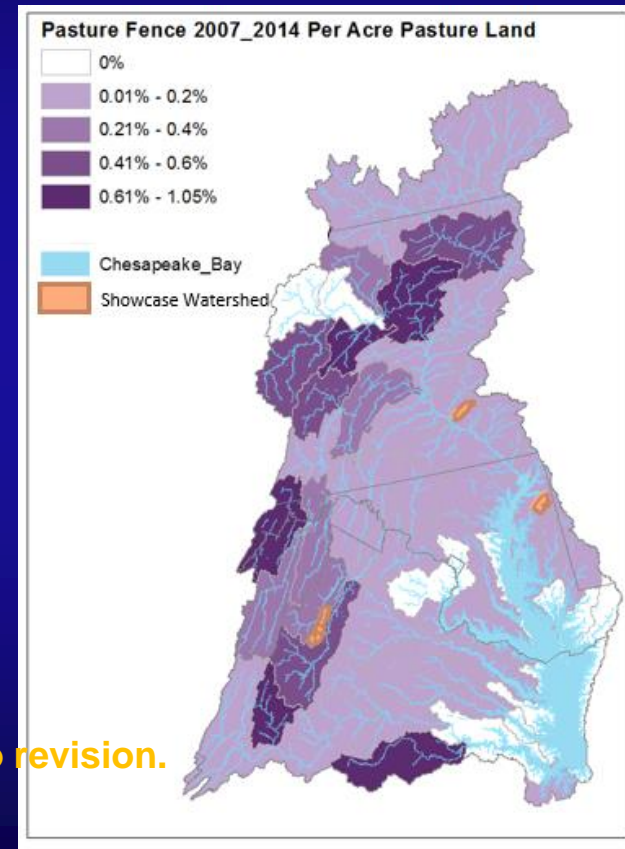 Pasture Fence 2007_2014 Per Acre Pasture Land
0%
0.01% - 0.2%
0.21% - 0.4%
0.41% - 0.6%
0.61% - 1.05%
Chesapeake_Bay
Showcase Watershed
revision.